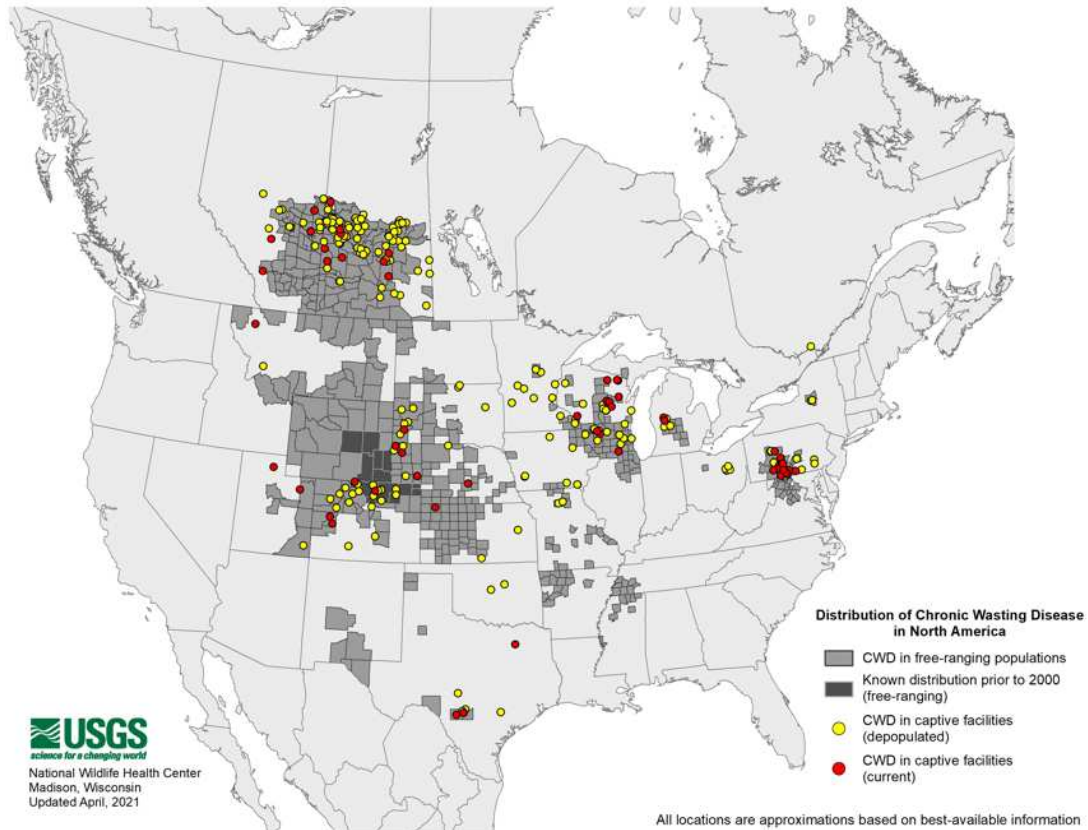 Distribution of Chronic Wasting Disease
in North America
CWD in free-ranging populations
Known distribution prior to 2000
(free-ranging)
CWD in captive facilities
(depopulated)
CWD in captive facilities
(current)
USGS
science for a changing world
National Wildlife Health Center
Madison, Wisconsin
Updated April, 2021
All locations are approximations based on best-available information